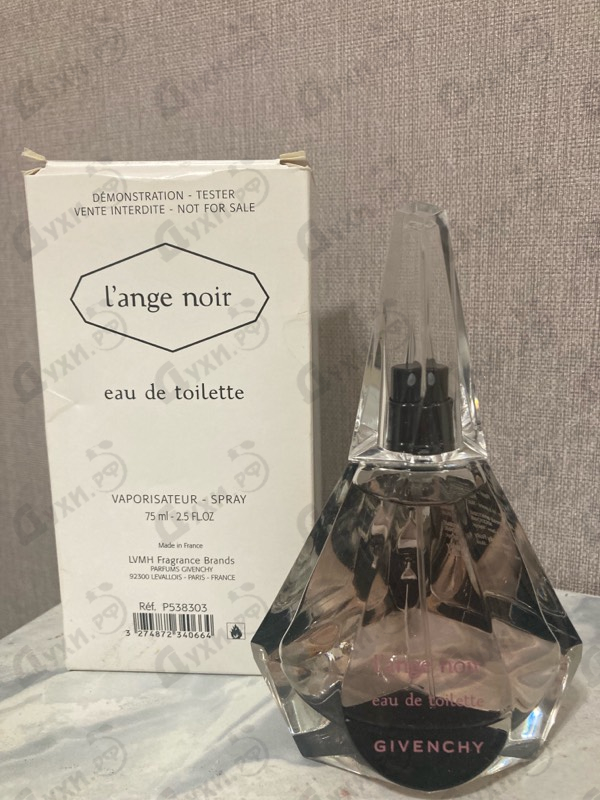 DÉMONSTRATION - TESTER
VENTE INTERDITE - NOT FOR SALE
l'ange noir
eau de toilette
VAPORISATEUR - SPRAY
75 ml - 2.5 FL.OZ
Made in France
LVMH Fragrance Brands
PARFUMS GIVENCHY
92300 LEVALLOIS - PARIS - FRANCE
Réf. P538303
3 274872 340664
l'ange noir
eau de toilette
GIVENCHY
Духи.РФ